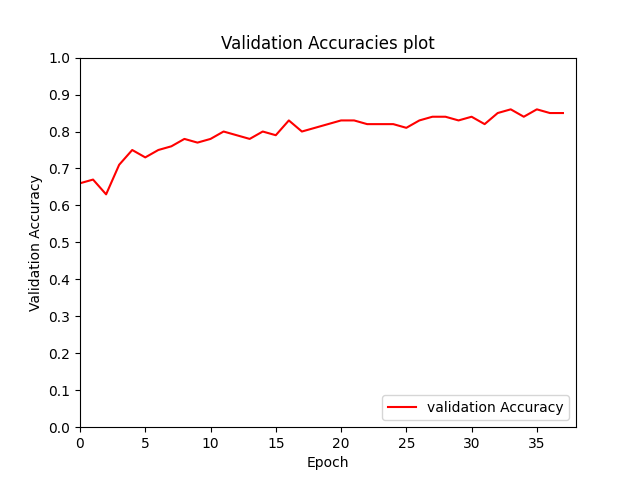 Validation Accuracies plot
1.0
0.9
0.8
0.7
0.6
0.5
0.4
0.3
0.2
0.1
0.0
Validation Accuracy
validation Accuracy
0 5 10 15 20 25 30 35
Epoch